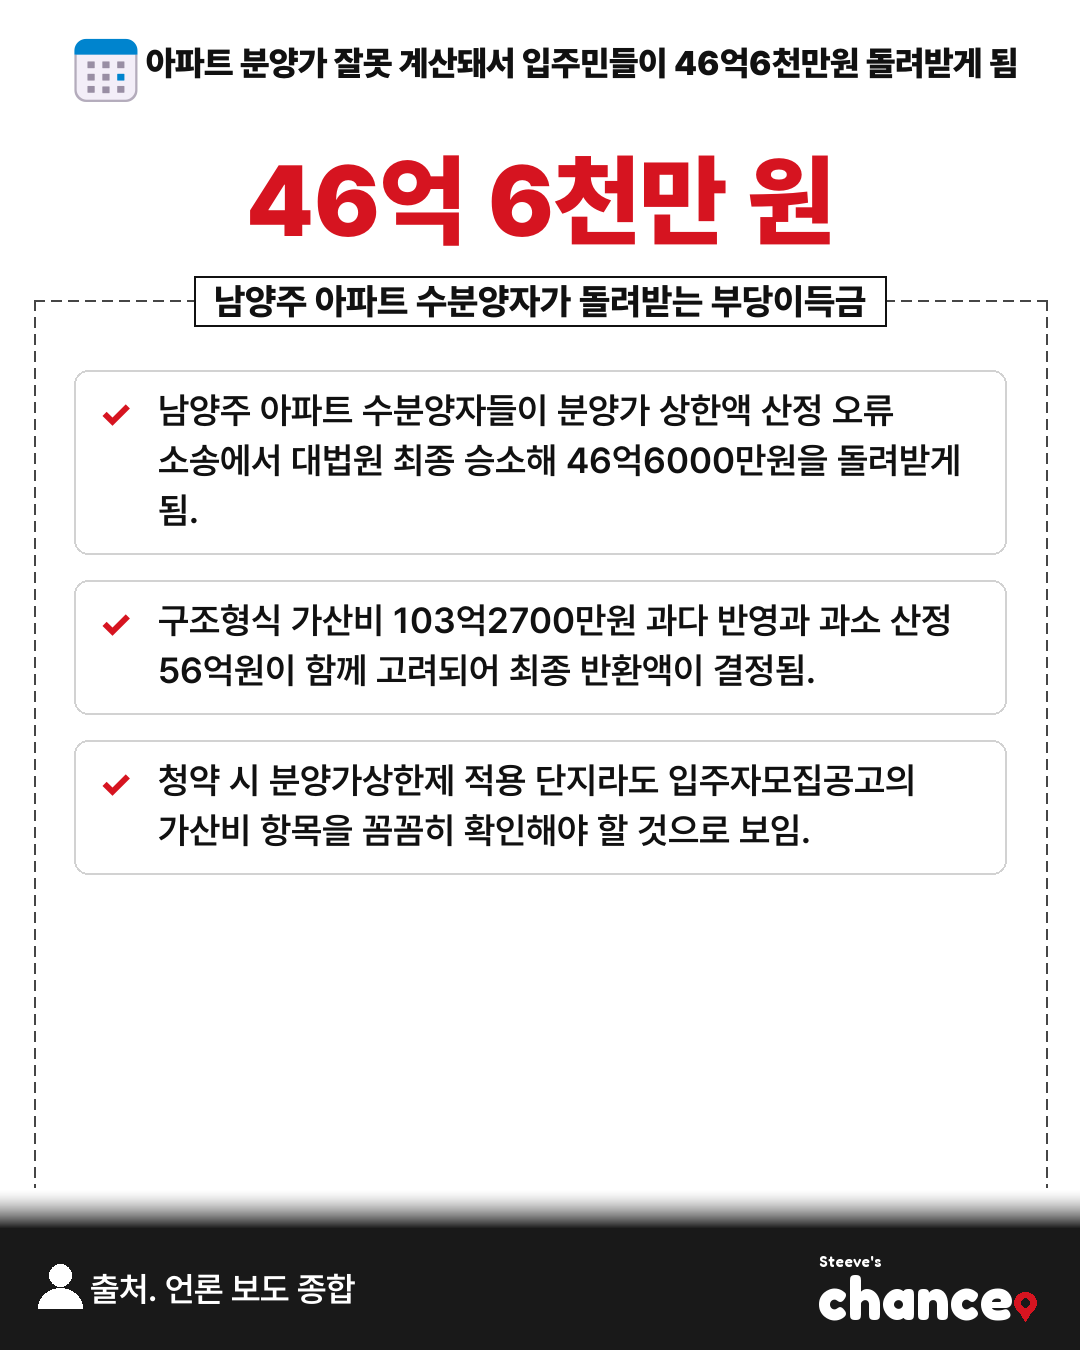 아파트 분양가 잘못 계산돼서 입주민들이 46억6천만원 돌려받게 됨
46억 6천만 원
남양주 아파트 수분양자가 돌려받는 부당이득금
남양주 아파트 수분양자들이 분양가 상한액 산정 오류
소송에서 대법원 최종 승소해 46억6000만원을 돌려받게
됨.
구조형식 가산비 103억2700만원 과다 반영과 과소 산정
56억원이 함께 고려되어 최종 반환액이 결정됨.
청약 시 분양가상한제 적용 단지라도 입주자모집공고의
가산비 항목을 꼼꼼히 확인해야 할 것으로 보임.
출처. 언론 보도 종합
Steeve's
chance